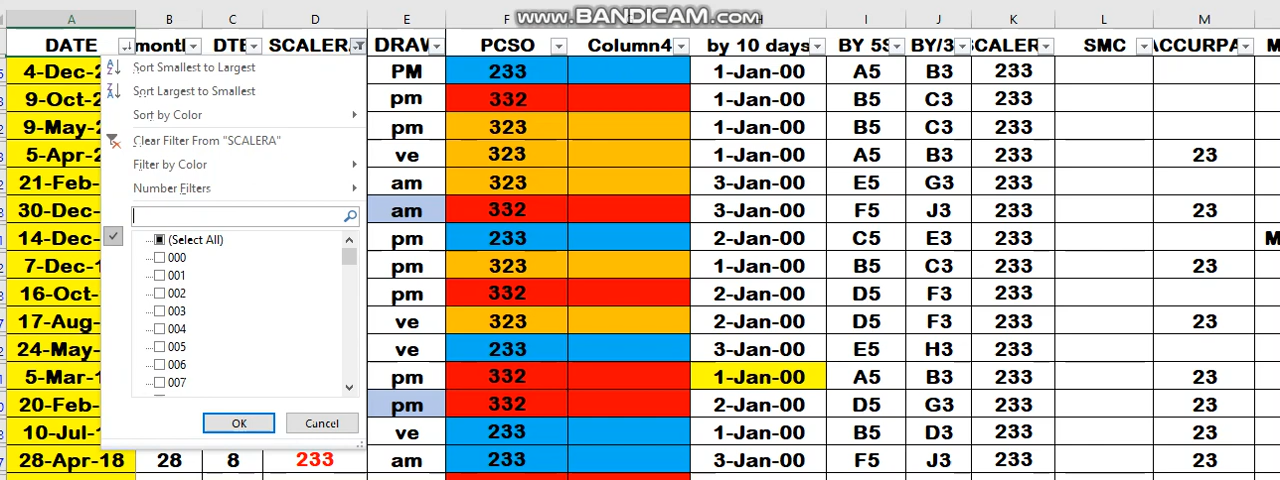 www.BANDICAM.com
A B C D E F H I J K L M
DATE month DTE SCALERA DRAW PCSO Column4 by 10 days BY 5S BY/3 SCALER SMC ACCURPA M
4-Dec-2 PM 233 1-Jan-00 A5 B3 233
9-Oct-2 pm 332 1-Jan-00 B5 C3 233
9-May-2 pm 323 1-Jan-00 B5 C3 233
5-Apr-2 ve 323 1-Jan-00 A5 B3 233 23
21-Feb- am 323 3-Jan-00 E5 G3 233
30-Dec- am 332 3-Jan-00 F5 J3 233 23
14-Dec- pm 233 2-Jan-00 C5 E3 233 M
7-Dec-1 pm 323 1-Jan-00 B5 C3 233 23
16-Oct- pm 332 2-Jan-00 D5 F3 233
17-Aug- ve 323 2-Jan-00 D5 F3 233 23
24-May- ve 233 3-Jan-00 E5 H3 233
5-Mar-1 pm 332 1-Jan-00 A5 B3 233 23
20-Feb- pm 332 2-Jan-00 D5 G3 233 23
10-Jul-1 ve 233 1-Jan-00 B5 D3 233 23
28-Apr-18 28 8 233 am 233 3-Jan-00 F5 J3 233 23
Sort Smallest to Largest
Sort Largest to Smallest
Sort by Color
Clear Filter From "SCALERA"
Filter by Color
Number Filters
(Select All)
000
001
002
003
004
005
006
007
OK Cancel